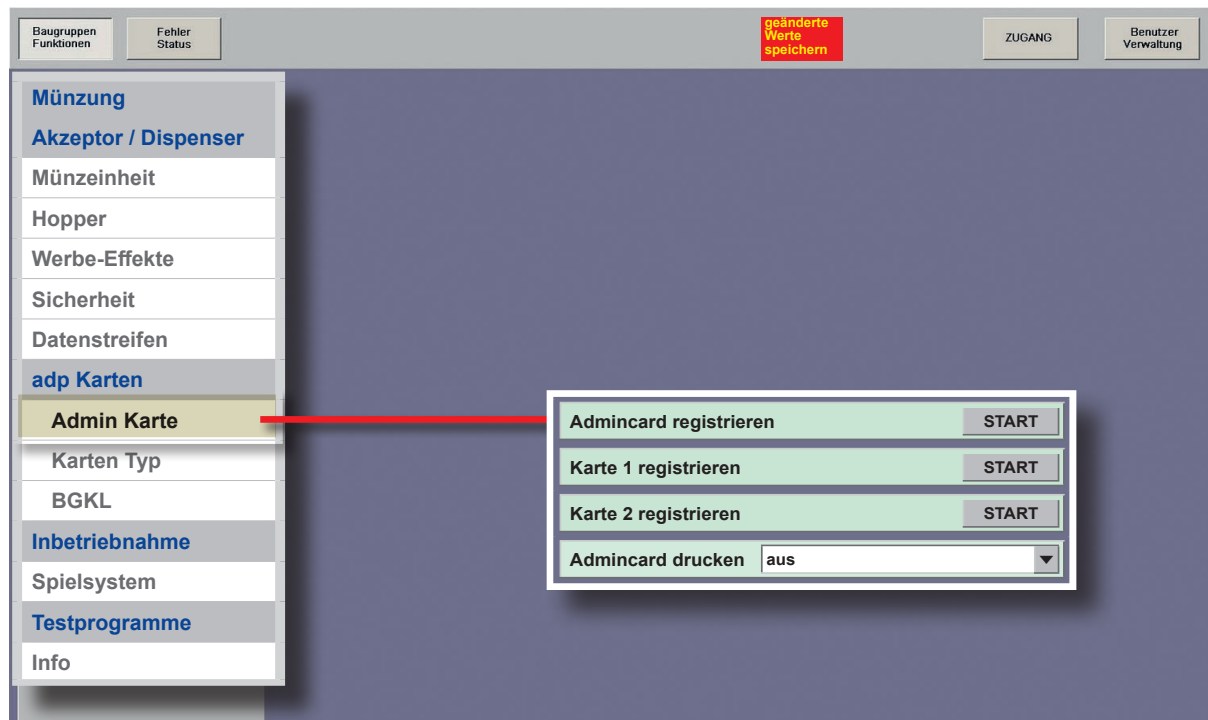 Baugruppen
Funktionen
Fehler
Status
geänderte
Werte
speichern
ZUGANG
Benutzer
Verwaltung
Münzung
Akzeptor / Dispenser
Münzeinheit
Hopper
Werbe-Effekte
Sicherheit
Datenstreifen
adp Karten
Admin Karte
Karten Typ
BGKL
Inbetriebnahme
Spielsystem
Testprogramme
Info
Admincard registrieren START
Karte 1 registrieren START
Karte 2 registrieren START
Admincard drucken aus